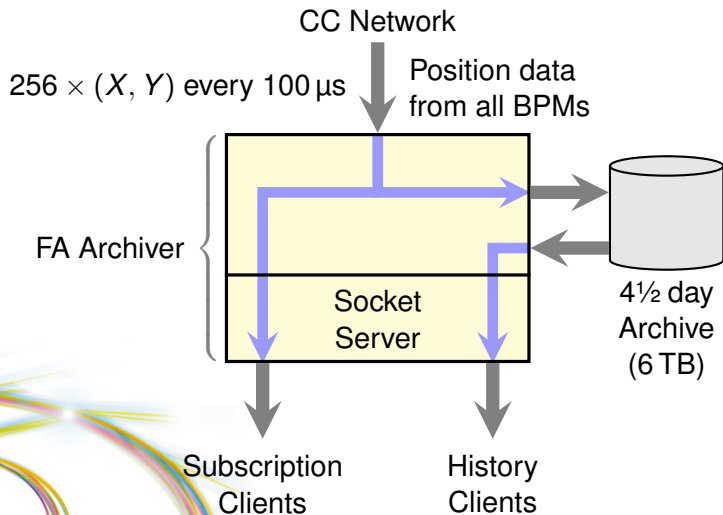 CC Network
256 × (X, Y) every 100 µs
Position data
from all BPMs
FA Archiver
Socket
Server
4½ day
Archive
(6 TB)
Subscription
Clients
History
Clients